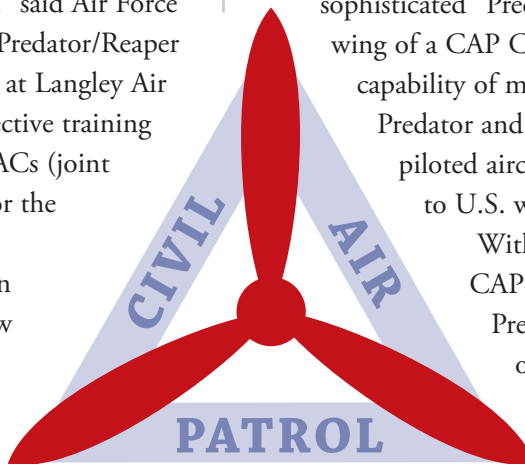 said Air Force
Predator/Reaper
at Langley Air
ective training
ACs (joint
or the
n
w
CIVIL
AIR
PATROL
sophisticated "Pre
wing of a CAP C
capability of m
Predator and
piloted airc
to U.S. w
With
CAP
Pre
o